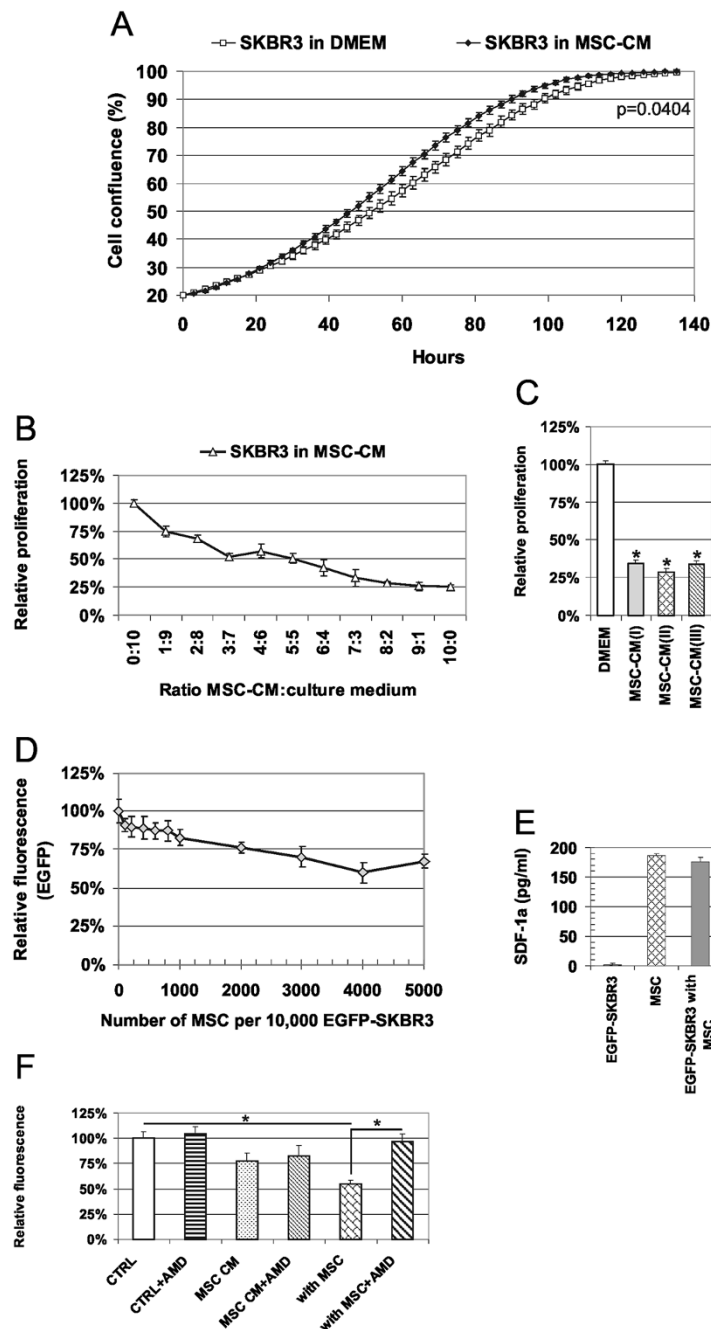 A
SKBR3 in DMEM
SKBR3 in MSC-CM
100
90
80
70
60
50
40
30
20
p=0.0404
Cell confluence (%)
0 20 40 60 80 100 120 140
Hours
B
SKBR3 in MSC-CM
125%
100%
75%
50%
25%
0%
Relative proliferation
0:10 1:9 2:8 3:7 4:6 5:5 6:4 7:3 8:2 9:1 10:0
Ratio MSC-CM:culture medium
C
125%
100%
75%
50%
25%
0%
Relative proliferation
* * *
DMEM
MSC-CM(I)
MSC-CM(II)
MSC-CM(III)
D
125%
100%
75%
50%
25%
0%
Relative fluorescence
(EGFP)
0 1000 2000 3000 4000 5000
Number of MSC per 10,000 EGFP-SKBR3
E
200
150
100
50
0
SDF-1a (pg/ml)
EGFP-SKBR3
MSC
EGFP-SKBR3 with
MSC
F
125%
100%
75%
50%
25%
0%
Relative fluorescence
* *
CTRL
CTRL+AMD
MSC CM
MSC CM+AMD
with MSC
with MSC+AMD